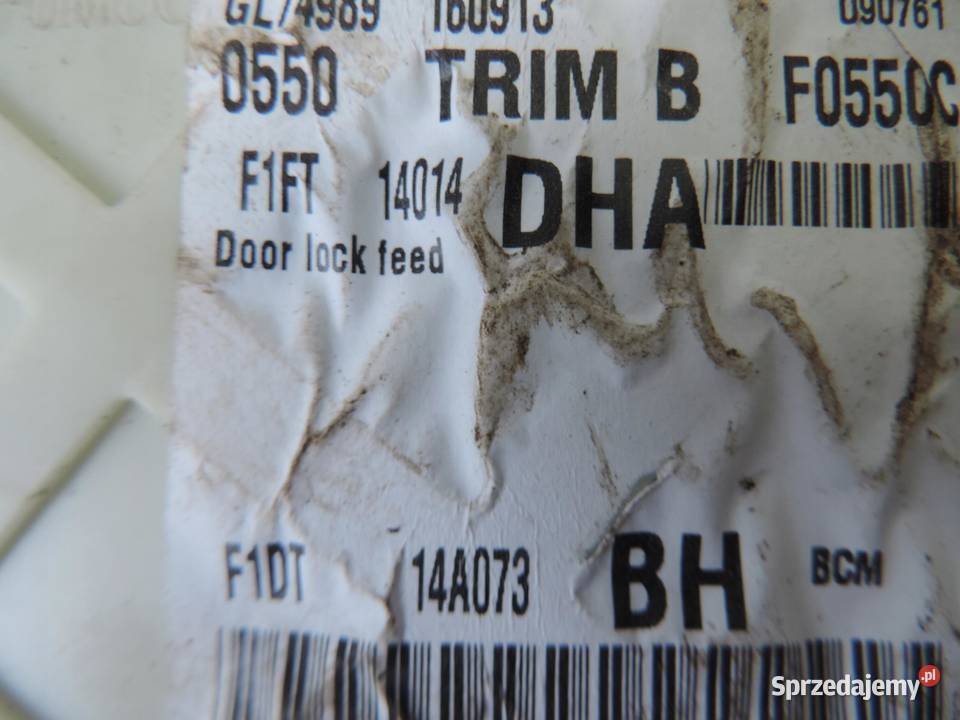 GL74989 160913 090761
0550 TRIM B F0550C
F1FT 14014 DHA
Door lock feed
F1DT 14A073 BH BCM
Sprzedajemy.pl